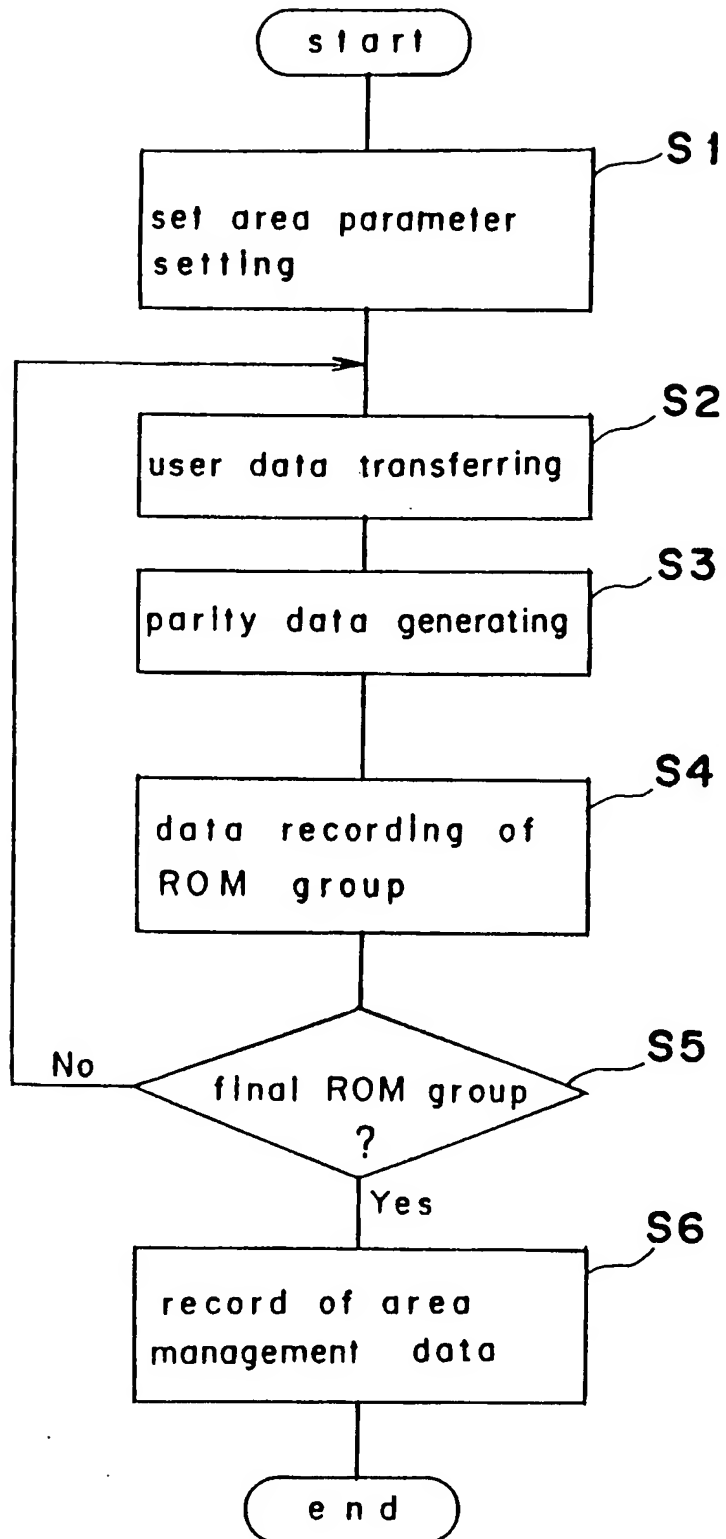 start
S1
set area parameter
setting
S2
user data transferring
S3
parity data generating
S4
data recording of
ROM group
S5
No
final ROM group
?
Yes
S6
record of area
management data
end